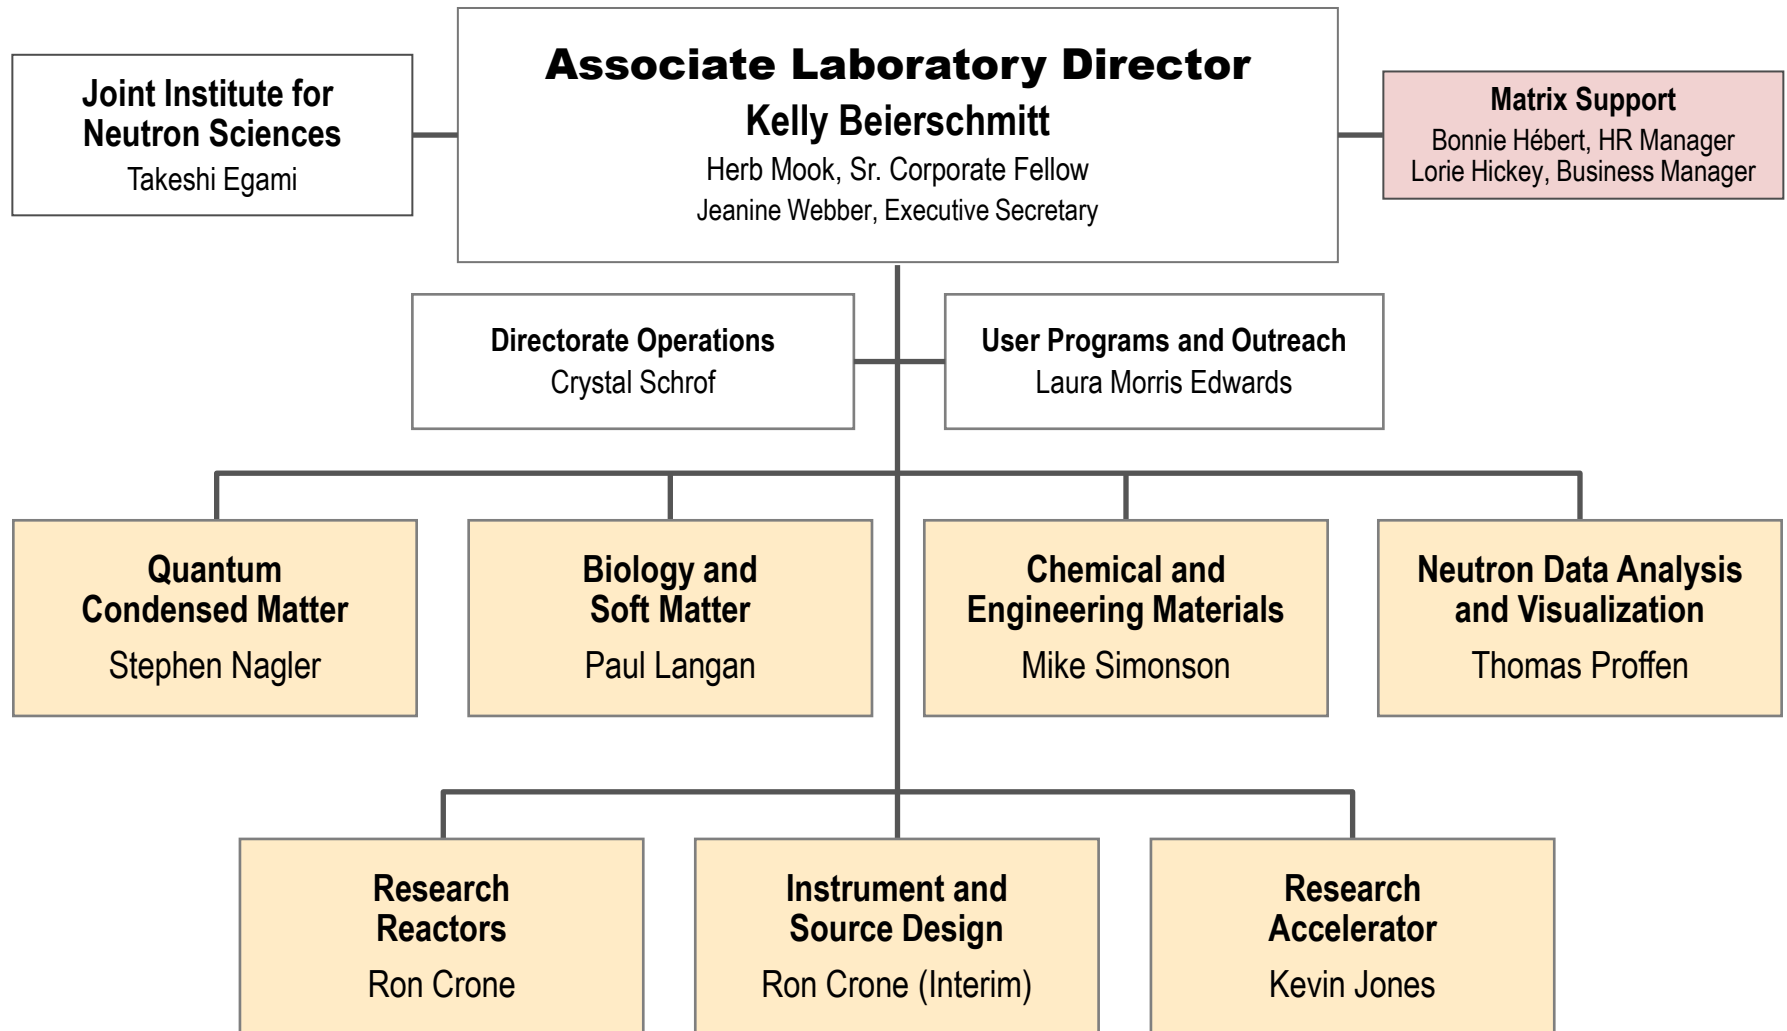 Associate Laboratory Director
Kelly Beierschmitt
Herb Mook, Sr. Corporate Fellow
Jeanine Webber, Executive Secretary
Joint Institute for
Neutron Sciences
Takeshi Egami
Matrix Support
Bonnie Hébert, HR Manager
Lorie Hickey, Business Manager
Directorate Operations
Crystal Schrof
User Programs and Outreach
Laura Morris Edwards
Quantum
Condensed Matter
Stephen Nagler
Biology and
Soft Matter
Paul Langan
Chemical and
Engineering Materials
Mike Simonson
Neutron Data Analysis
and Visualization
Thomas Proffen
Research
Reactors
Ron Crone
Instrument and
Source Design
Ron Crone (Interim)
Research
Accelerator
Kevin Jones